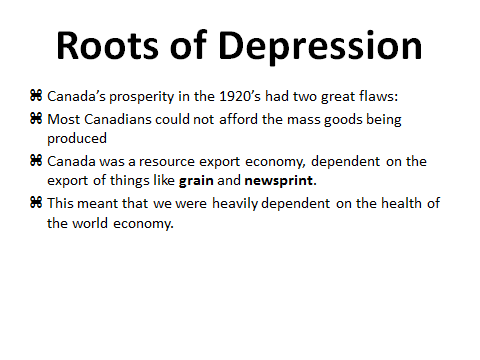 Roots of Depression
⌘ Canada's prosperity in the 1920's had two great flaws:
⌘ Most Canadians could not afford the mass goods being
produced
⌘ Canada was a resource export economy, dependent on the
export of things like grain and newsprint.
⌘ This meant that we were heavily dependent on the health of
the world economy.